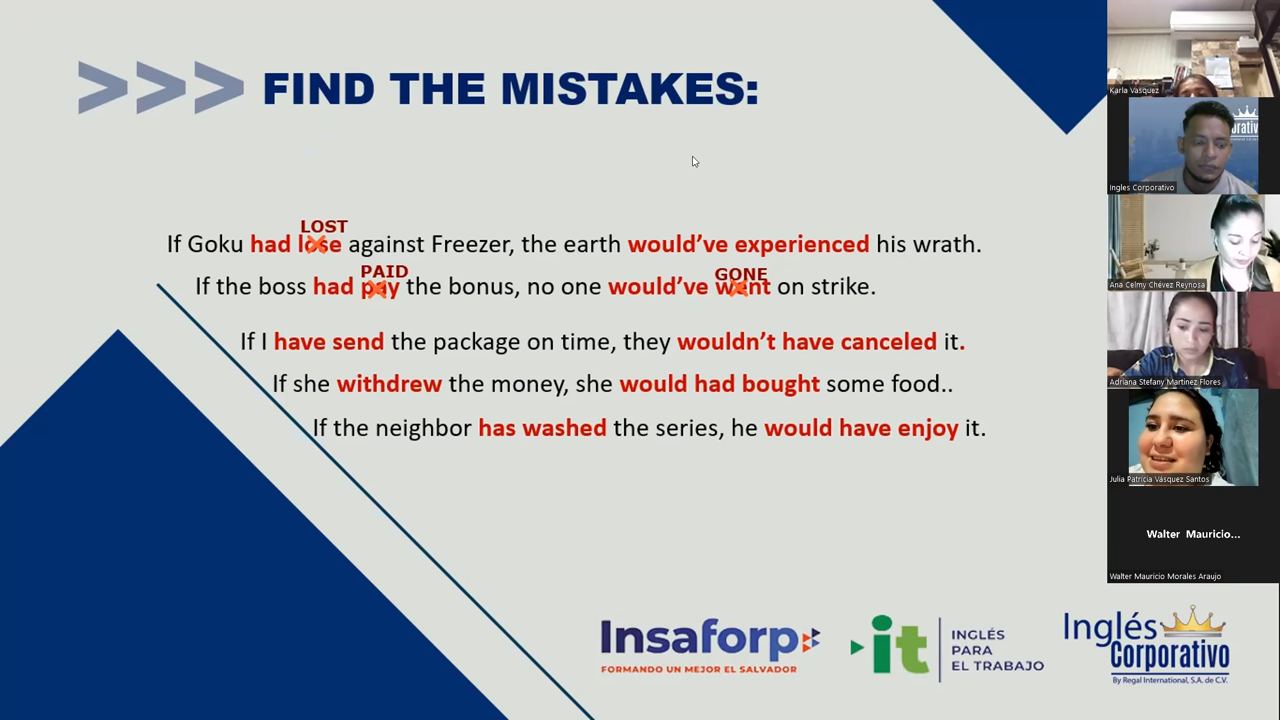 >>> FIND THE MISTAKES:
LOST
If Goku had lose against Freezer, the earth would’ve experienced his wrath.
PAID GONE
If the boss had pay the bonus, no one would’ve went on strike.
If I have send the package on time, they wouldn’t have canceled it.
If she withdrew the money, she would had bought some food..
If the neighbor has washed the series, he would have enjoy it.
Insaforp
FORMANDO UN MEJOR EL SALVADOR
it
INGLÉS
PARA
EL TRABAJO
Inglés
Corporativo
By Regal International, S.A. de C.V.
Karla Vasquez
Ingles Corporativo
Ana Celmy Chévez Reynosa
Adriana Stefany Martinez Flores
Julia Patricia Vásquez Santos
Walter Mauricio...
Walter Mauricio Morales Araujo